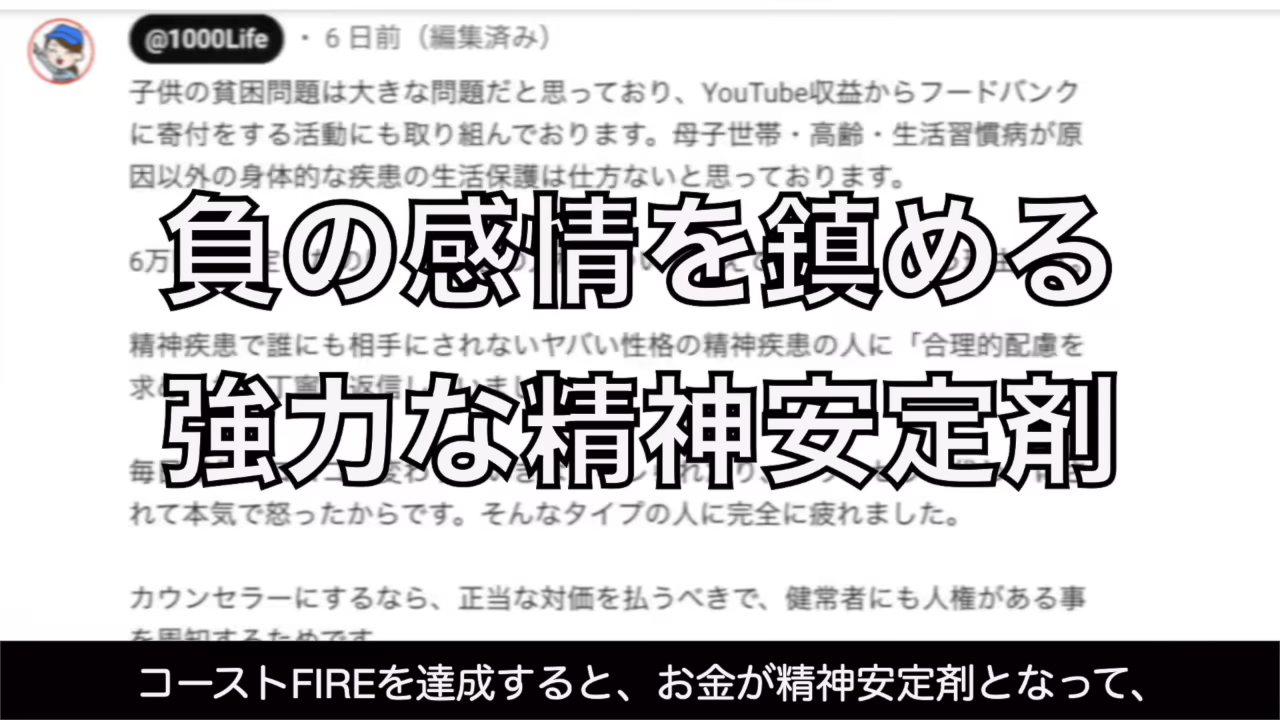 @1000Life ・ 6 日前（編集済み）
子供の貧困問題は大きな問題だと思っており、YouTube収益からフードバンク
に寄付をする活動にも取り組んでおります。母子世帯・高齢・生活習慣病が原
因以外の身体的な疾患の生活保護は仕方ないと思っております。
負の感情を鎮める
6万
精神疾患で誰にも相手にされないヤバい性格の精神疾患の人に「合理的配慮を
強力な精神安定剤
れて本気で怒ったからです。そんなタイプの人に完全に疲れました。
カウンセラーにするなら、正当な対価を払うべきで、健常者にも人権がある事
を周知するためです
コーストFIREを達成すると、お金が精神安定剤となって、